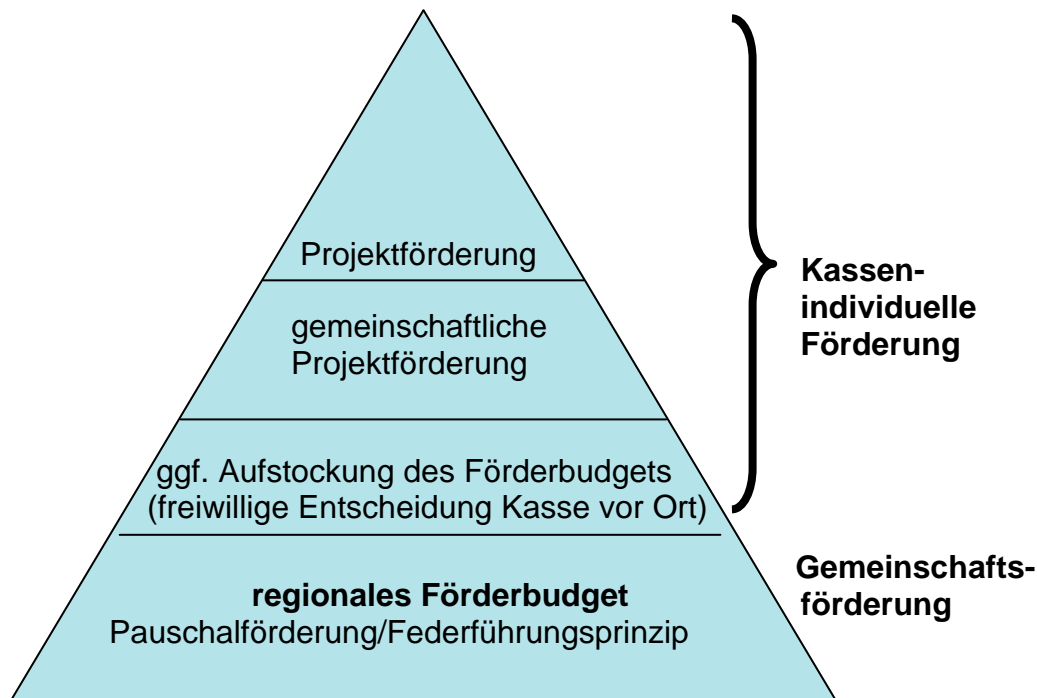 Projektförderung
gemeinschaftliche
Projektförderung
ggf. Aufstockung des Förderbudgets
(freiwillige Entscheidung Kasse vor Ort)
regionales Förderbudget
Pauschalförderung/Federführungsprinzip
Kassen-
individuelle
Förderung
Gemeinschafts-
förderung